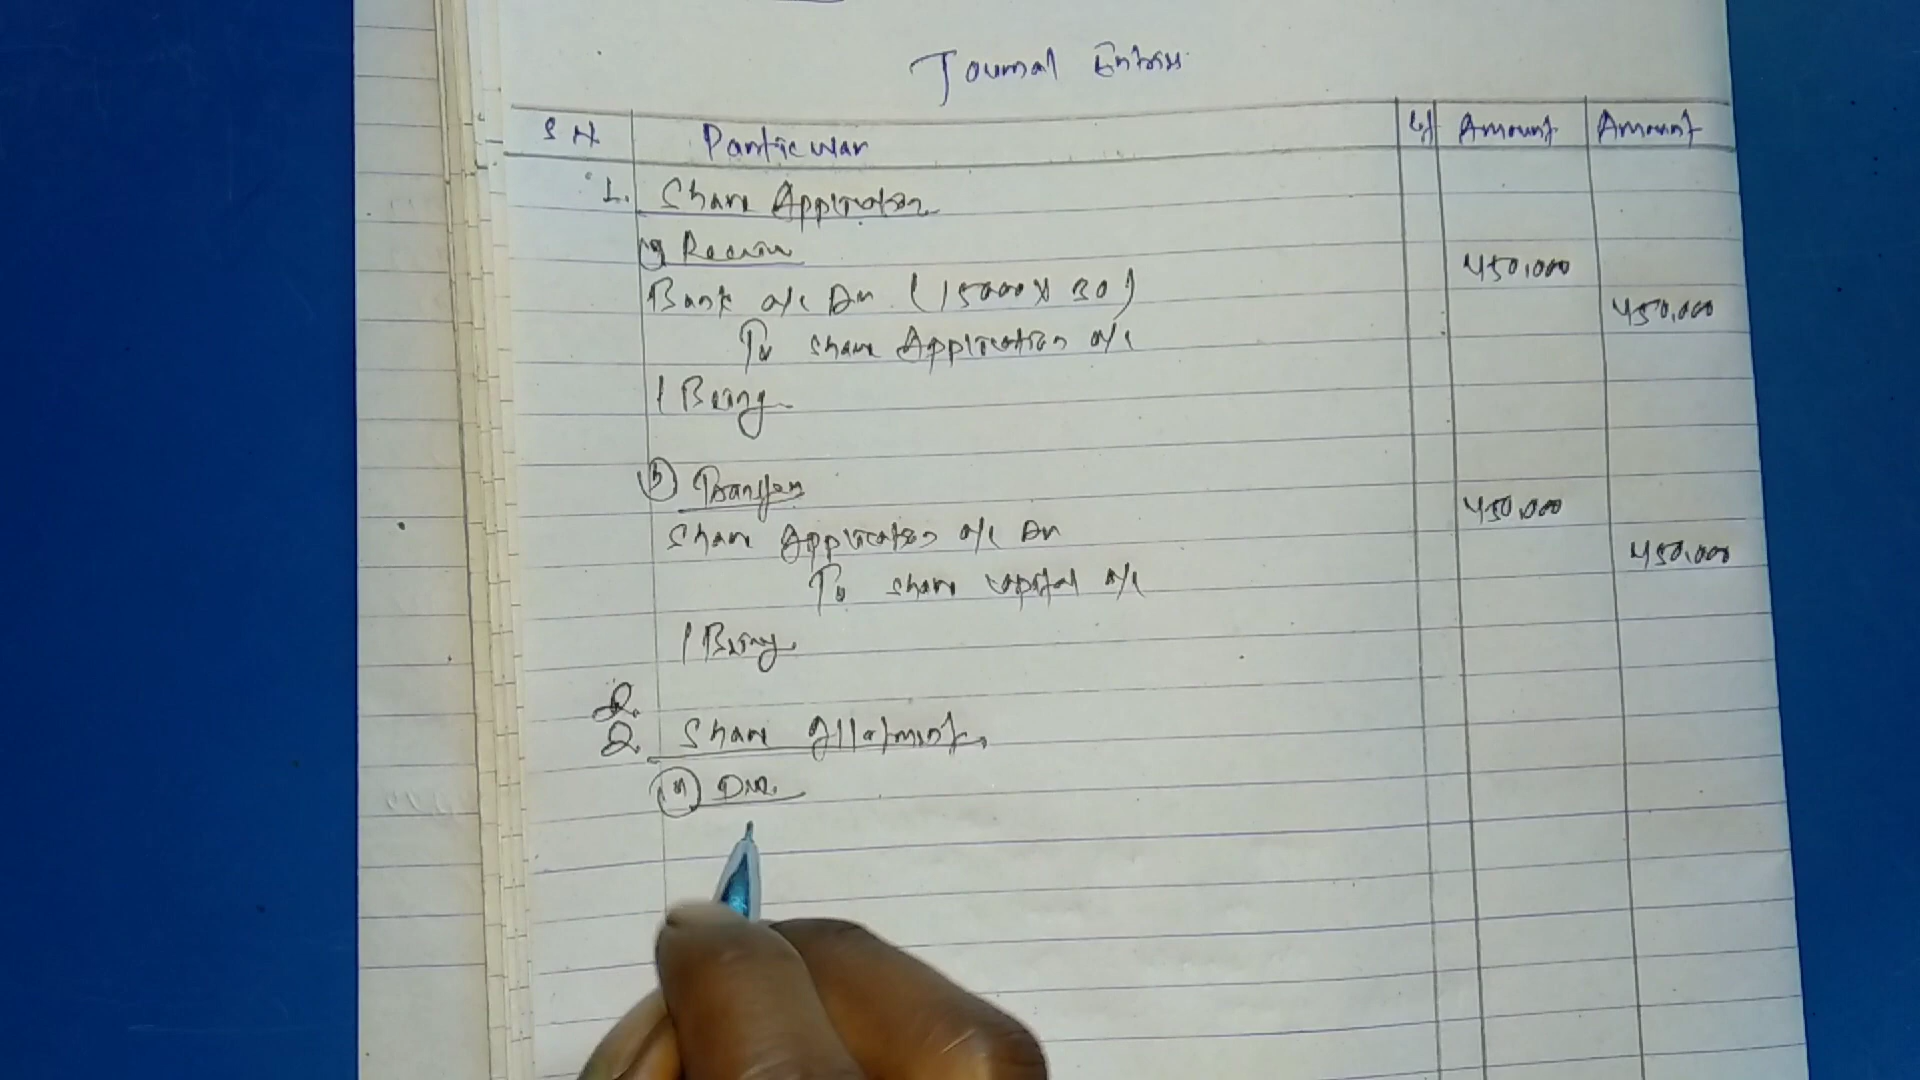 Journal Entries
S.N. Particular L/f Amount Amount
1. Share Application
(a) Receive
Bank a/c Dr (15000 X 30) 450,000
To share Application a/c 450,000
( Being
(b) Transfer
Share Application a/c Dr 450,000
To share capital a/c 450,000
( Being
2.
2. Share Allotment
(a) Due.